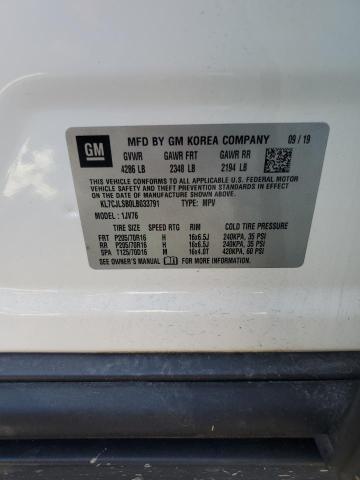 GM MFD BY GM KOREA COMPANY 09/19
GVWR GAWR FRT GAWR RR
4286 LB 2348 LB 2194 LB
THIS VEHICLE CONFORMS TO ALL APPLICABLE U.S. FEDERAL MOTOR
VEHICLE SAFETY AND THEFT PREVENTION STANDARDS IN
EFFECT ON THE DATE OF MANUFACTURE SHOWN ABOVE.
KL7CJLSB0LB033791 TYPE: MPV
MODEL: 1JV76
TIRE SIZE SPEED RTG RIM COLD TIRE PRESSURE
FRT P205/70R16 H 16x6.5J 240KPA, 35 PSI
RR P205/70R16 H 16x6.5J 240KPA, 35 PSI
SPA T125/70D16 M 16x4.0T 420KPA, 60 PSI
SEE OWNER'S MANUAL FOR MORE INFORMATION.